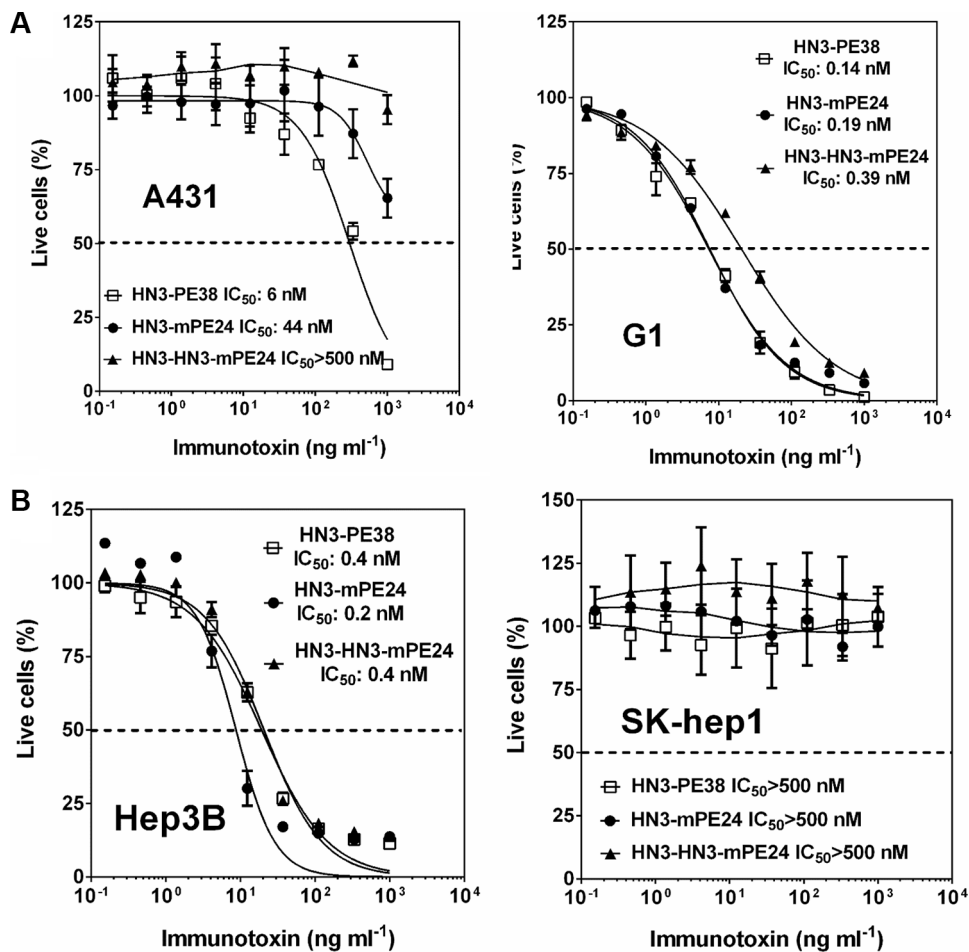 A
125
100
75
50
25
0
Live cells (%)
A431
HN3-PE38 IC50: 6 nM
HN3-mPE24 IC50: 44 nM
HN3-HN3-mPE24 IC50>500 nM
10-1 100 101 102 103 104
Immunotoxin (ng ml-1)
125
100
75
50
25
0
Live cells (%)
HN3-PE38
IC50: 0.14 nM
HN3-mPE24
IC50: 0.19 nM
HN3-HN3-mPE24
IC50: 0.39 nM
G1
10-1 100 101 102 103 104
Immunotoxin (ng ml-1)
B
125
100
75
50
25
0
Live cells (%)
HN3-PE38
IC50: 0.4 nM
HN3-mPE24
IC50: 0.2 nM
HN3-HN3-mPE24
IC50: 0.4 nM
Hep3B
10-1 100 101 102 103 104
Immunotoxin (ng ml-1)
150
125
100
75
50
25
0
Live cells (%)
SK-hep1
HN3-PE38 IC50>500 nM
HN3-mPE24 IC50>500 nM
HN3-HN3-mPE24 IC50>500 nM
10-1 100 101 102 103 104
Immunotoxin (ng ml-1)